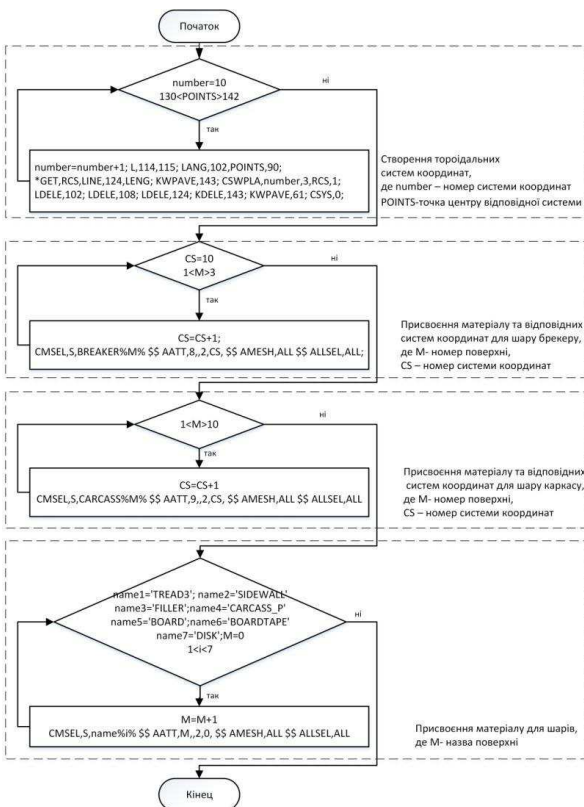 Початок
number=10
130<POINTS>142
ні
так
number=number+1; L,114,115; LANG,102,POINTS,90;
*GET,RCS,LINE,124,LENG; KWPAVE,143; CSWPLA,number,3,RCS,1;
LDELE,102; LDELE,108; LDELE,124; KDELE,143; KWPAVE,61; CSYS,0;
Створення тороідальних
систем координат,
де number – номер системи координат
POINTS-точка центру відповідної системи
CS=10
1<M>3
ні
так
CS=CS+1;
CMSEL,S,BREAKER%M% $$ AATT,8,,2,CS, $$ AMESH,ALL $$ ALLSEL,ALL;
Присвоєння матеріалу та відповідних
систем координат для шару брекеру,
де М- номер поверхні,
CS – номер системи координат
1<M>10
ні
так
CS=CS+1
CMSEL,S,CARCASS%M% $$ AATT,9,,2,CS, $$ AMESH,ALL $$ ALLSEL,ALL
Присвоєння матеріалу та відповідних
систем координат для шару каркасу,
де М- номер поверхні,
CS – номер системи координат
name1='TREAD3'; name2='SIDEWALL'
name3='FILLER';name4='CARCASS_P'
name5='BOARD';name6='BOARDTAPE'
name7='DISK';M=0
1<i<7
ні
так
M=M+1
CMSEL,S,name%i% $$ AATT,M,,2,0, $$ AMESH,ALL $$ ALLSEL,ALL
Присвоєння матеріалу для шарів,
де М- назва поверхні
Кінец